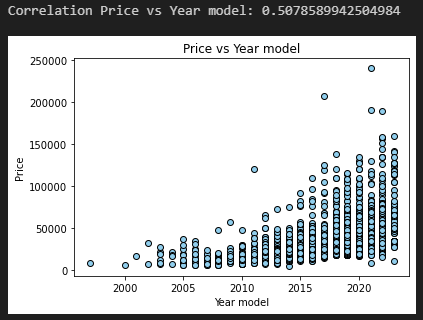 Correlation Price vs Year model: 0.5078589942504984
Price vs Year model
250000
200000
150000
100000
50000
0
Price
2000 2005 2010 2015 2020
Year model